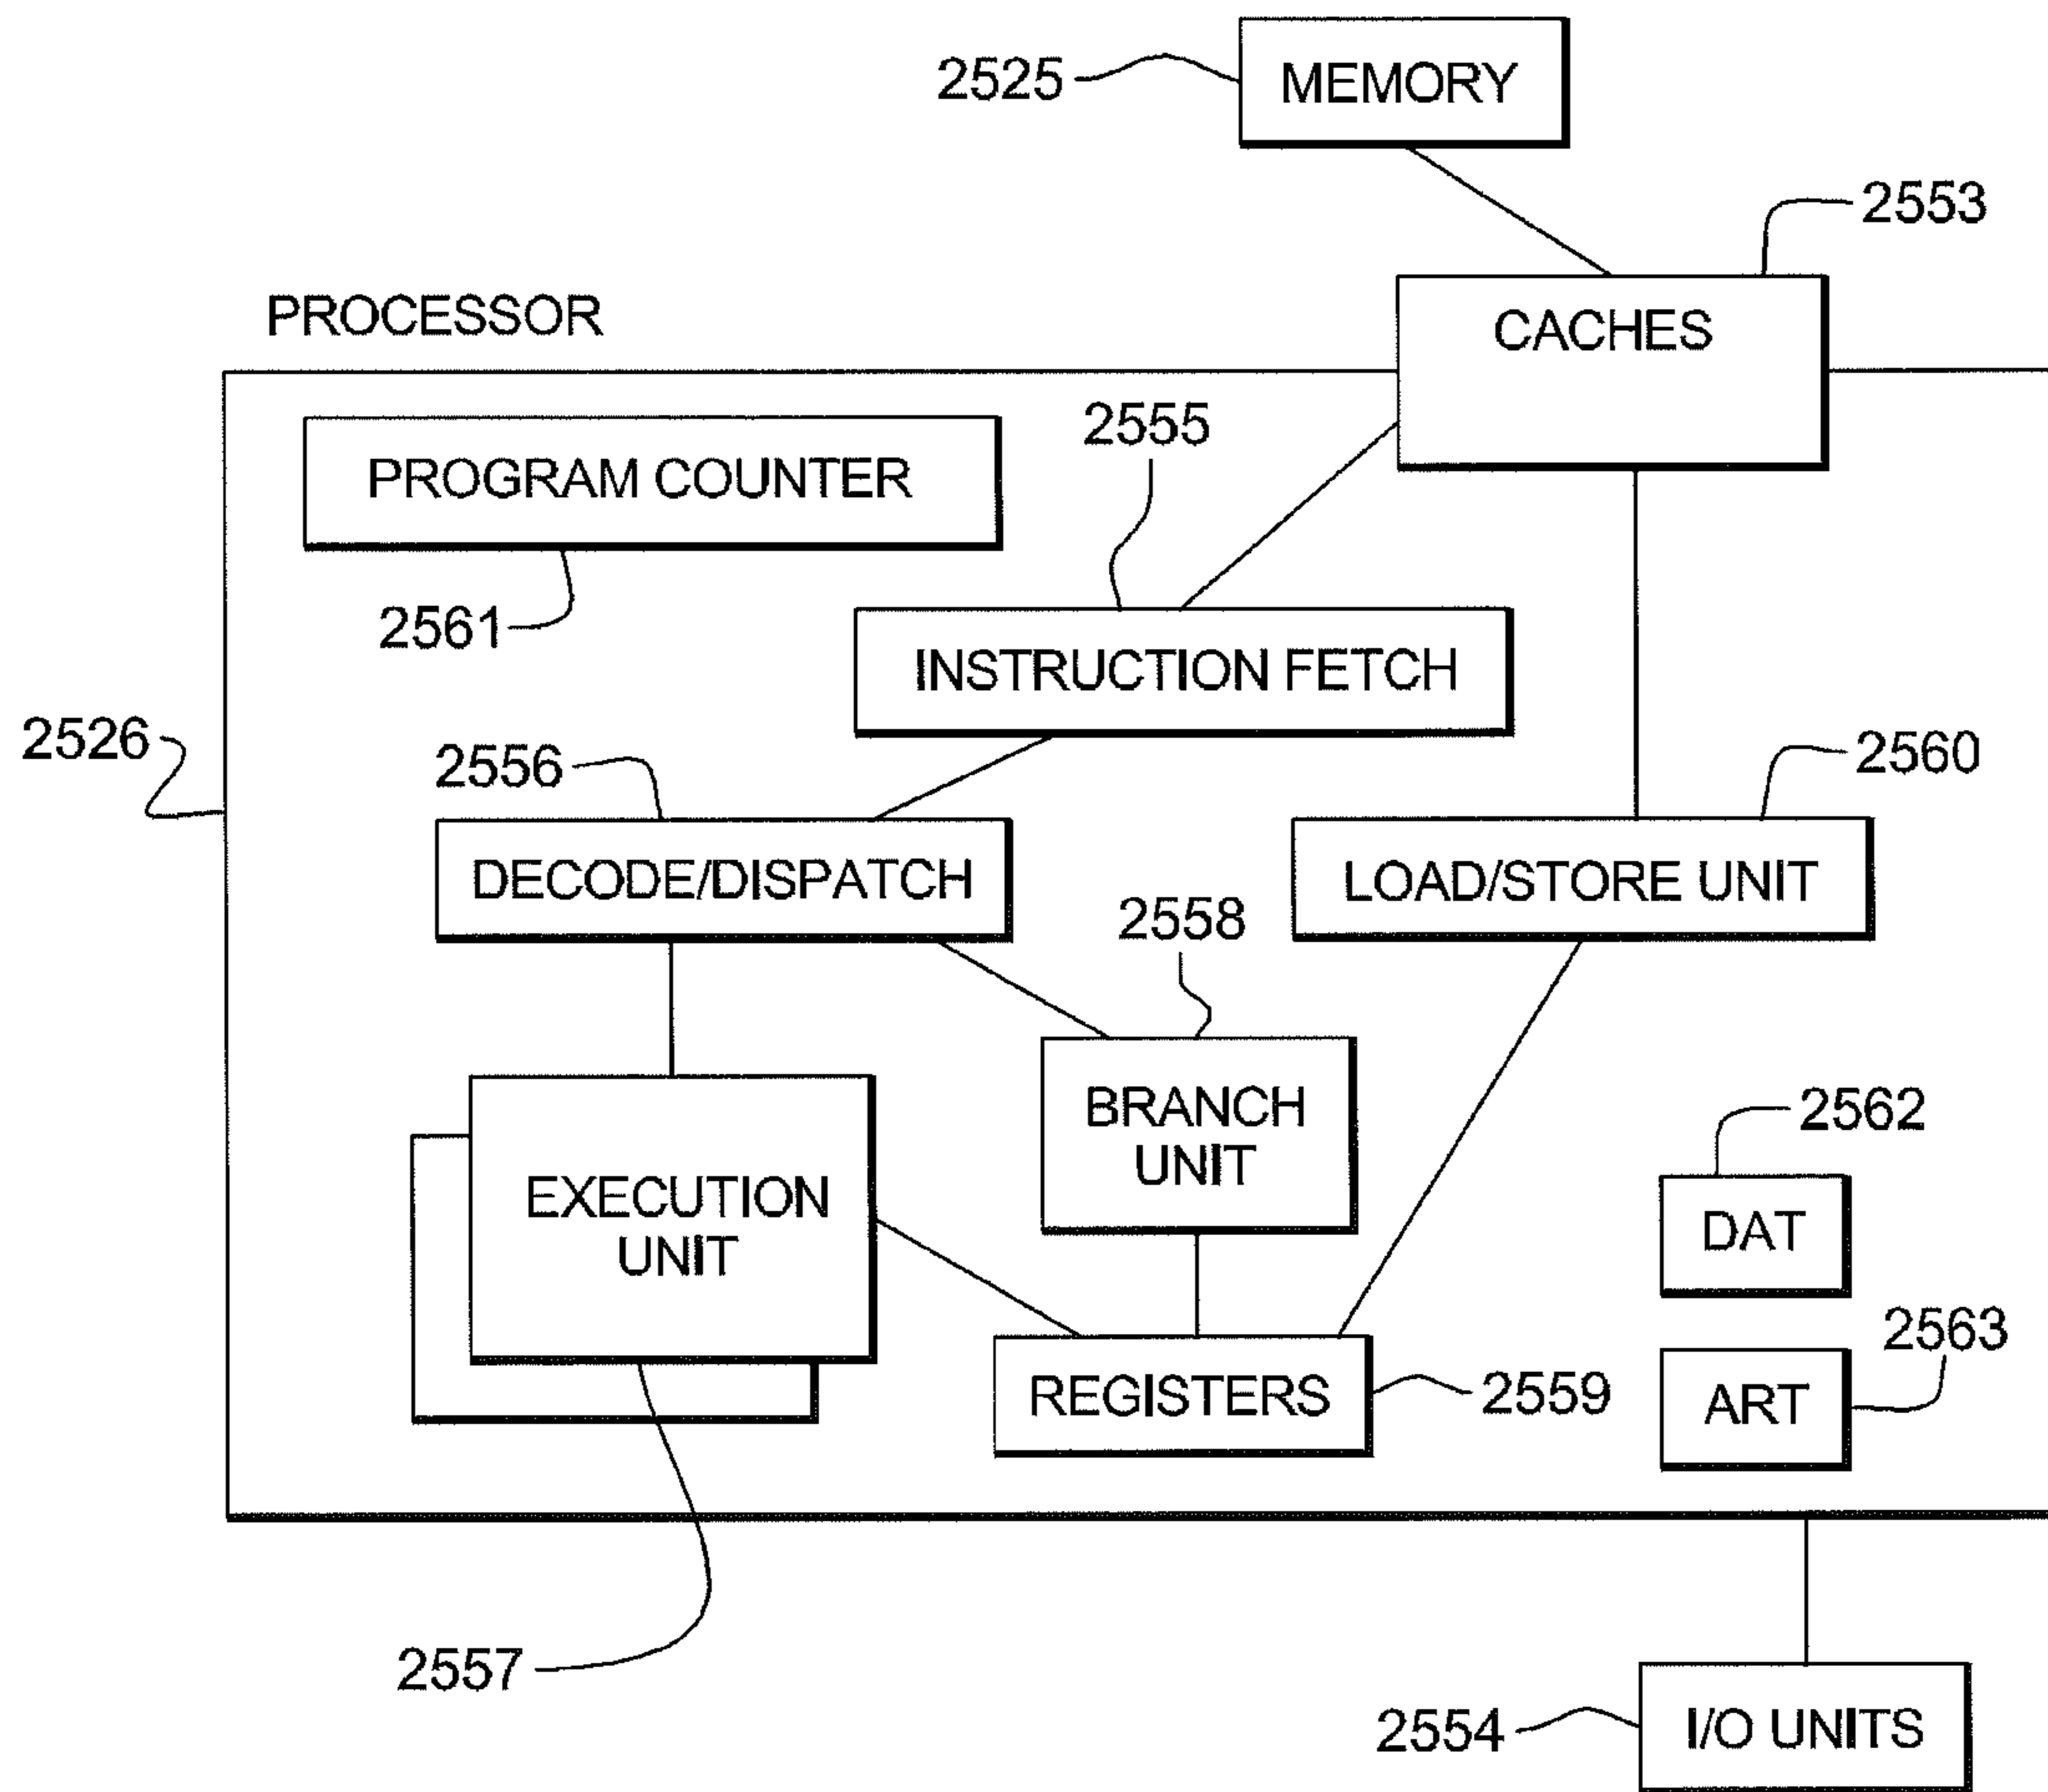 2525
MEMORY
2553
CACHES
PROCESSOR
2555
PROGRAM COUNTER
2561
INSTRUCTION FETCH
2526
2556
2560
DECODE/DISPATCH
LOAD/STORE UNIT
2558
BRANCH
UNIT
2562
EXECUTION
UNIT
DAT
2563
REGISTERS
2559
ART
2557
2554
I/O UNITS